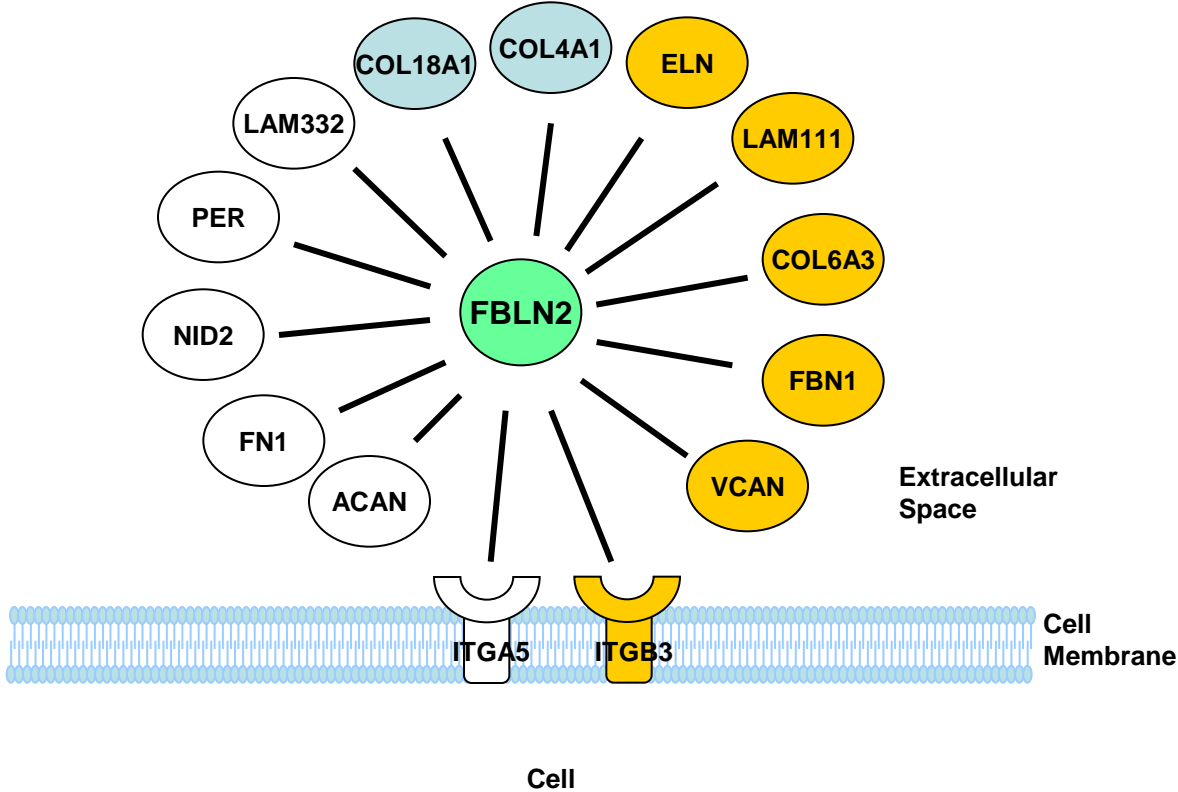 COL4A1
COL18A1
ELN
LAM332
LAM111
PER
COL6A3
FBLN2
NID2
FBN1
FN1
ACAN
VCAN
Extracellular
Space
ITGA5
ITGB3
Cell
Membrane
Cell